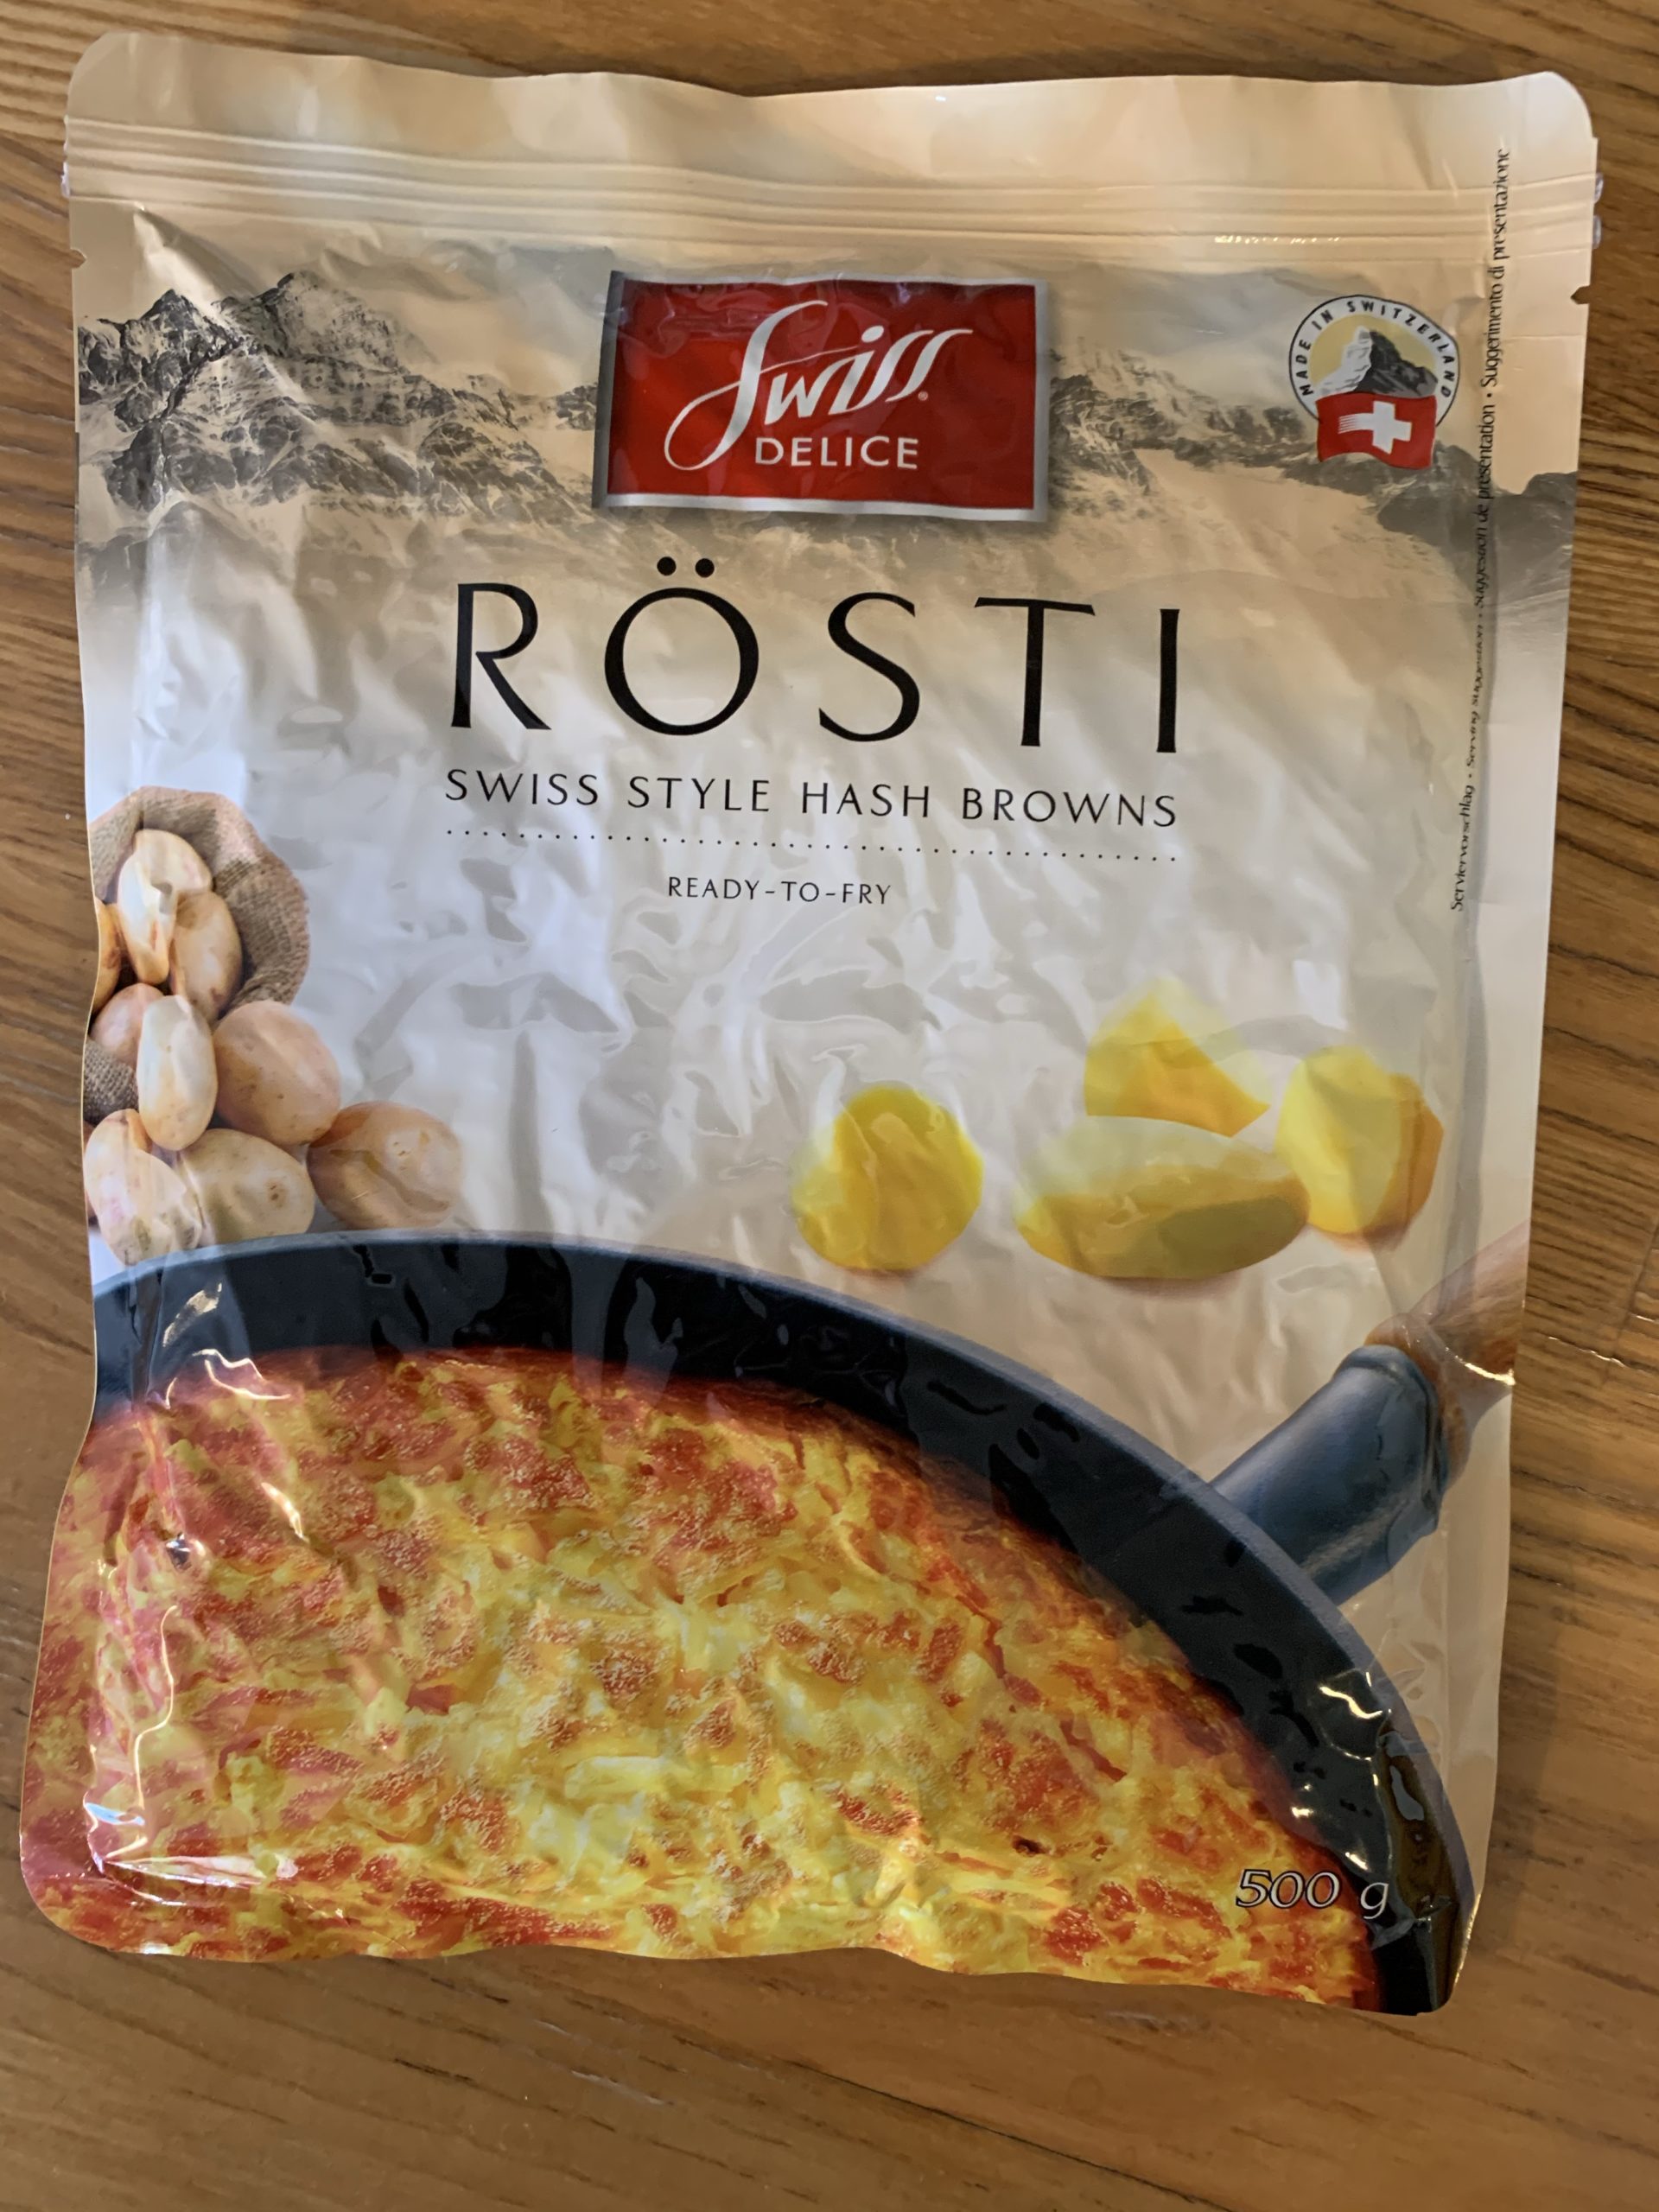 Swiss®
DELICE
MADE IN SWITZERLAND
RÖSTI
SWISS STYLE HASH BROWNS
READY-TO-FRY
Serviervorschlag • Serving suggestion • Suggestion de présentation • Suggerimento di presentazione
500 g